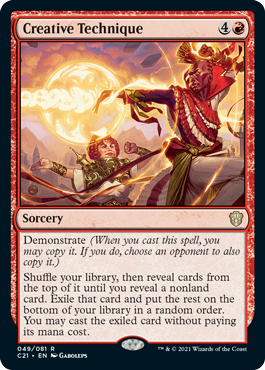 Creative Technique 4
Sorcery
Demonstrate (When you cast this spell, you
may copy it. If you do, choose an opponent to also
copy it.)
Shuffle your library, then reveal cards from
the top of it until you reveal a nonland
card. Exile that card and put the rest on
the bottom of your library in a random order.
You may cast the exiled card without paying
its mana cost.
049/081 R
C21 • EN Gaboleps ™ & © 2021 Wizards of the Coast